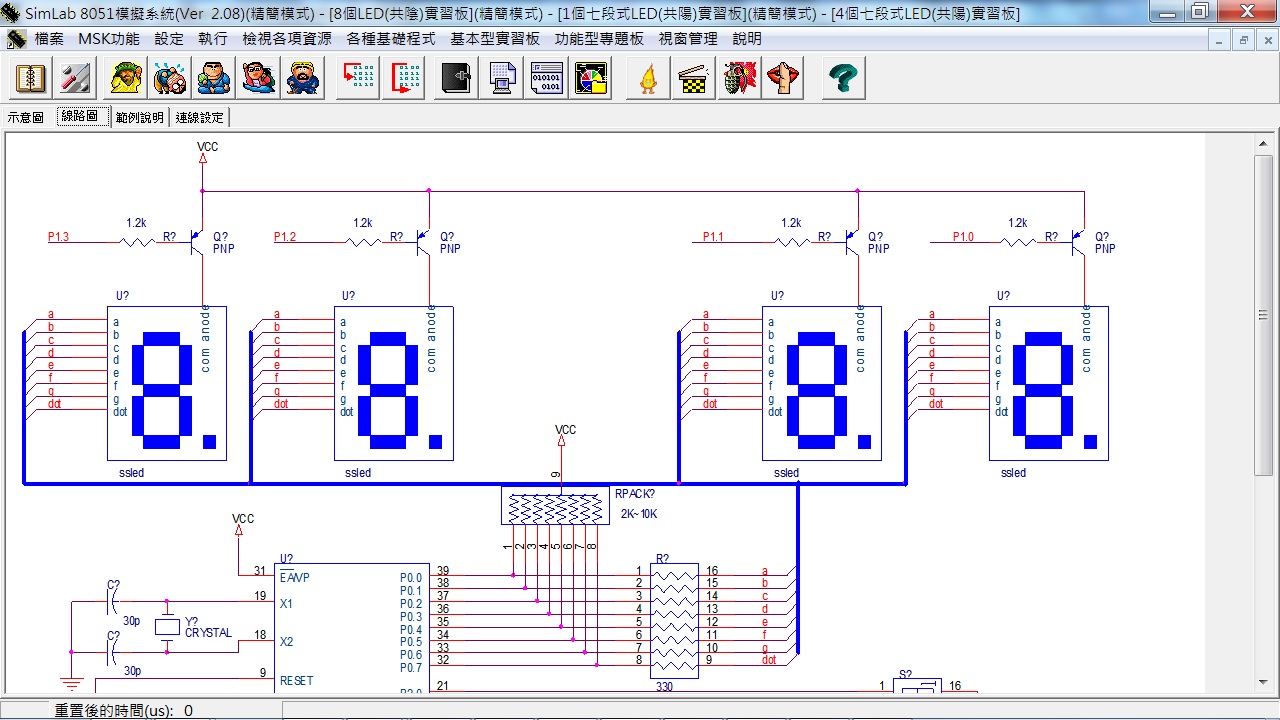 SimLab 8051模擬系統(Ver 2.08)(精簡模式) - [8個LED(共陰)實習板](精簡模式) - [1個七段式LED(共陽)實習板](精簡模式) - [4個七段式LED(共陽)實習板]
檔案 MSK功能 設定 執行 檢視各項資源 各種基礎程式 基本型實習板 功能型專題板 視窗管理 說明
示意圖 線路圖 範例說明 連線設定
VCC
1.2k 1.2k 1.2k 1.2k
P1.3 R? Q? P1.2 R? Q? P1.1 R? Q? P1.0 R? Q?
PNP PNP PNP PNP
U? U? U? U?
a a a a
b b b b
c c c c
d d d d
e e e e
f f f f
g g g g
dot dot dot dot
a a a a
b b b b
c c c c
d d d d
e e e e
f f f f
g g g g
dot dot dot dot
com anode com anode com anode com anode
8. 8. 8. 8.
ssled ssled ssled ssled
VCC
9
RPACK?
2K~10K
1 2 3 4 5 6 7 8
VCC
U? R?
31 EA/VP P0.0 39 1 16 a
P0.1 38 2 15 b
19 X1 P0.2 37 3 14 c
P0.3 36 4 13 d
P0.4 35 5 12 e
18 X2 P0.5 34 6 11 f
P0.6 33 7 10 g
P0.7 32 8 9 dot
C?
30p
Y?
CRYSTAL
C?
30p
9 RESET
330
P2.0 21
S?
1 16
重置後的時間(us): 0